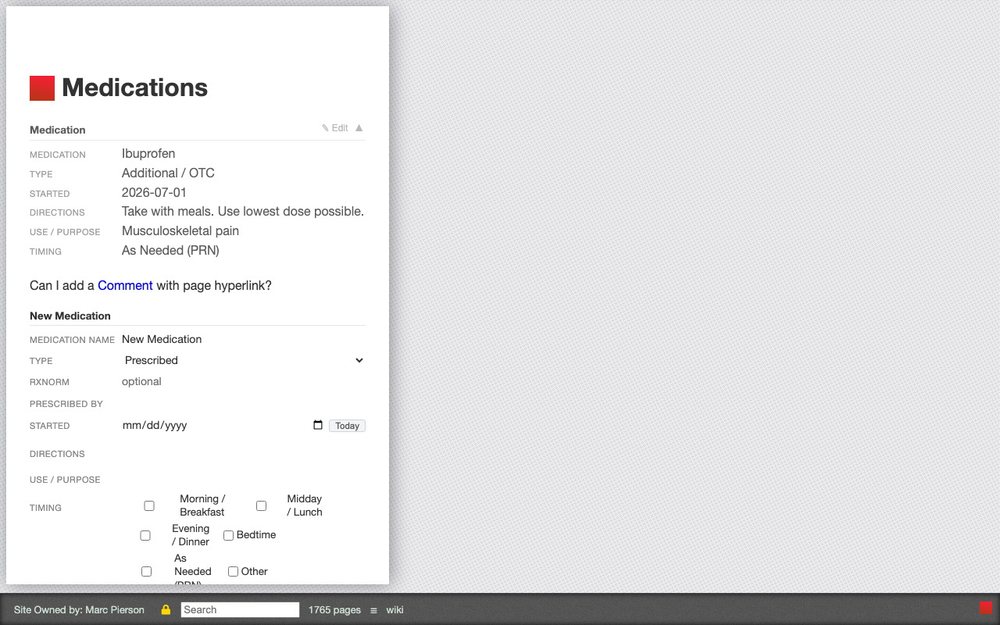 Medications
Medication ✎ Edit ▲
MEDICATION Ibuprofen
TYPE Additional / OTC
STARTED 2026-07-01
DIRECTIONS Take with meals. Use lowest dose possible.
USE / PURPOSE Musculoskeletal pain
TIMING As Needed (PRN)
Can I add a Comment with page hyperlink?
New Medication
MEDICATION NAME New Medication
TYPE Prescribed
RXNORM optional
PRESCRIBED BY
STARTED mm/dd/yyyy Today
DIRECTIONS
USE / PURPOSE
TIMING
Morning /
Breakfast
Midday
/ Lunch
Evening
/ Dinner
Bedtime
As
Needed
(PRN)
Other
Site Owned by: Marc Pierson Search 1765 pages ≡ wiki